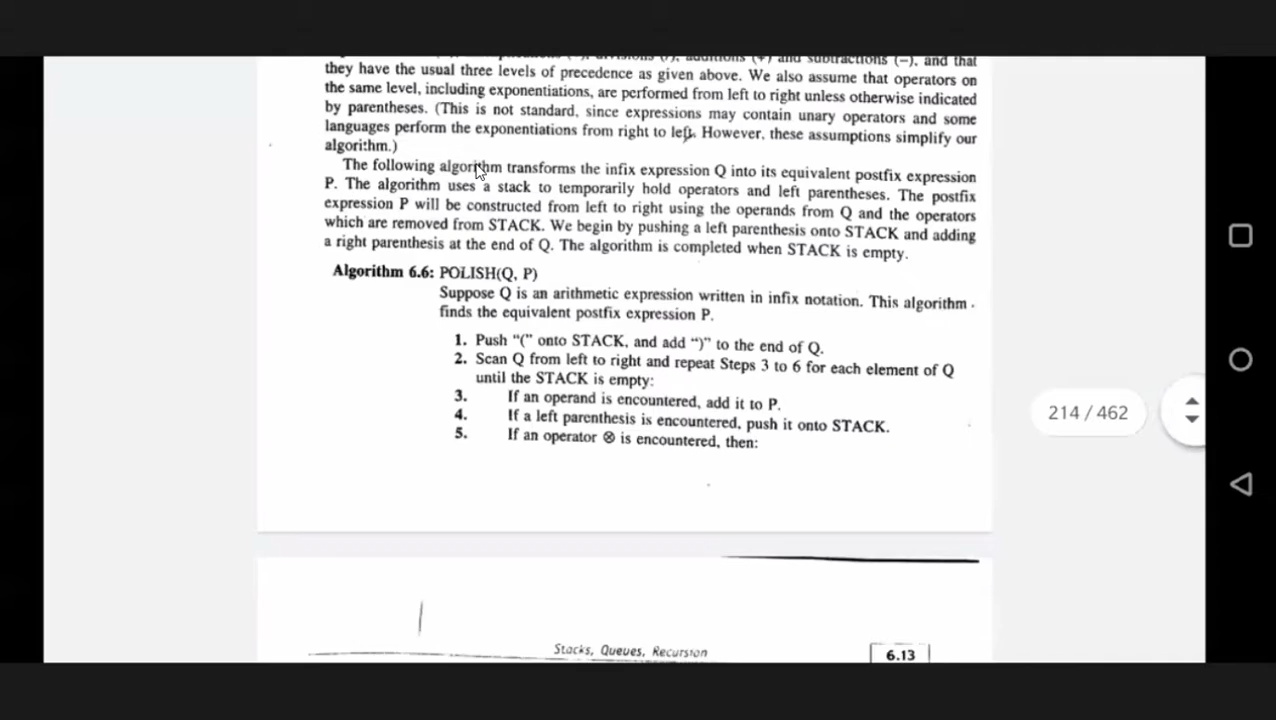 additions (+) and subtractions (−), and that
they have the usual three levels of precedence as given above. We also assume that operators on
the same level, including exponentiations, are performed from left to right unless otherwise indicated
by parentheses. (This is not standard, since expressions may contain unary operators and some
languages perform the exponentiations from right to left. However, these assumptions simplify our
algorithm.)
The following algorithm transforms the infix expression Q into its equivalent postfix expression
P. The algorithm uses a stack to temporarily hold operators and left parentheses. The postfix
expression P will be constructed from left to right using the operands from Q and the operators
which are removed from STACK. We begin by pushing a left parenthesis onto STACK and adding
a right parenthesis at the end of Q. The algorithm is completed when STACK is empty.
Algorithm 6.6: POLISH(Q, P)
Suppose Q is an arithmetic expression written in infix notation. This algorithm
finds the equivalent postfix expression P.
1. Push "(" onto STACK, and add ")" to the end of Q.
2. Scan Q from left to right and repeat Steps 3 to 6 for each element of Q
until the STACK is empty:
3. If an operand is encountered, add it to P.
4. If a left parenthesis is encountered, push it onto STACK.
5. If an operator ⊗ is encountered, then:
214 / 462
Stacks, Queues, Recursion 6.13